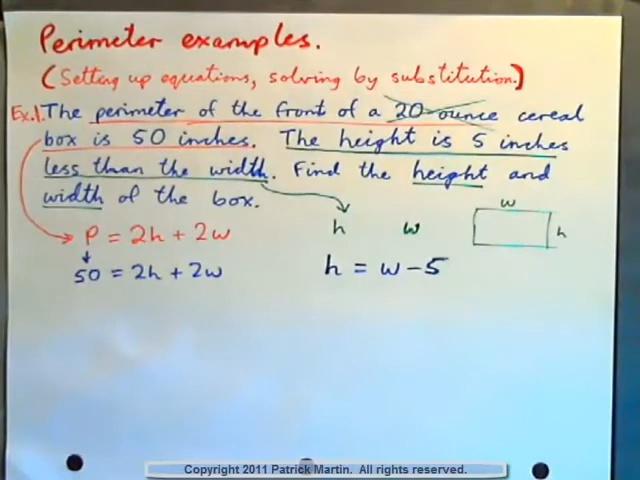 Perimeter examples.
(Setting up equations, solving by substitution.)
Ex.1. The perimeter of the front of a 20-ounce cereal
box is 50 inches. The height is 5 inches
less than the width. Find the height and
width of the box.
w
h
P = 2h + 2w
h w
50 = 2h + 2w
h = w - 5
Copyright 2011 Patrick Martin. All rights reserved.